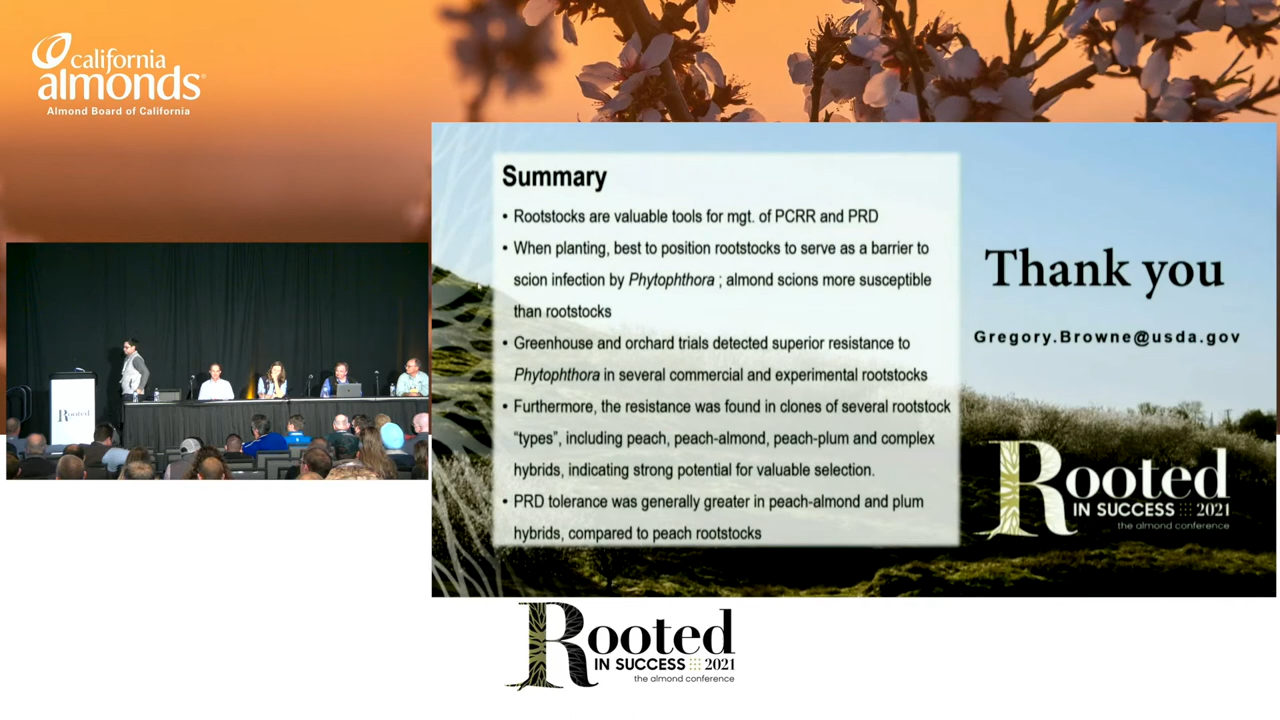 california
almonds
Almond Board of California
Summary
• Rootstocks are valuable tools for mgt. of PCRR and PRD
• When planting, best to position rootstocks to serve as a barrier to
scion infection by Phytophthora ; almond scions more susceptible
than rootstocks
• Greenhouse and orchard trials detected superior resistance to
Phytophthora in several commercial and experimental rootstocks
• Furthermore, the resistance was found in clones of several rootstock
“types”, including peach, peach-almond, peach-plum and complex
hybrids, indicating strong potential for valuable selection.
• PRD tolerance was generally greater in peach-almond and plum
hybrids, compared to peach rootstocks
Thank you
Gregory.Browne@usda.gov
Rooted
IN SUCCESS 2021
the almond conference
Rooted
Rooted
IN SUCCESS 2021
the almond conference